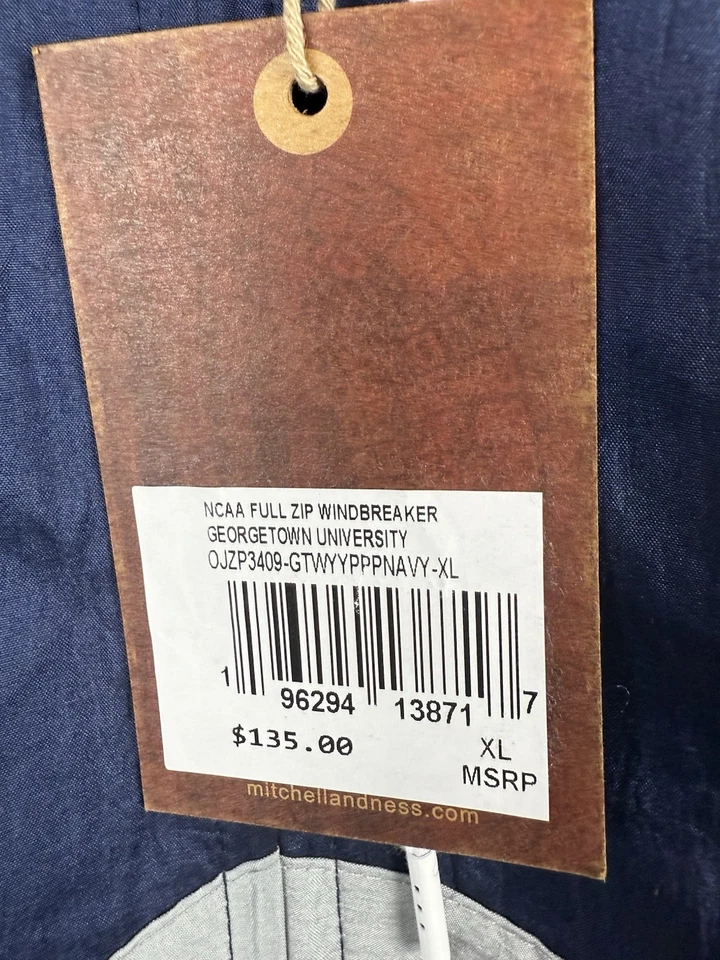 NCAA FULL ZIP WINDBREAKER
GEORGETOWN UNIVERSITY
OJZP3409-GTWYYPPPNAVY-XL
1 96294 13871 7
$135.00 XL
MSRP
mitchellandness.com